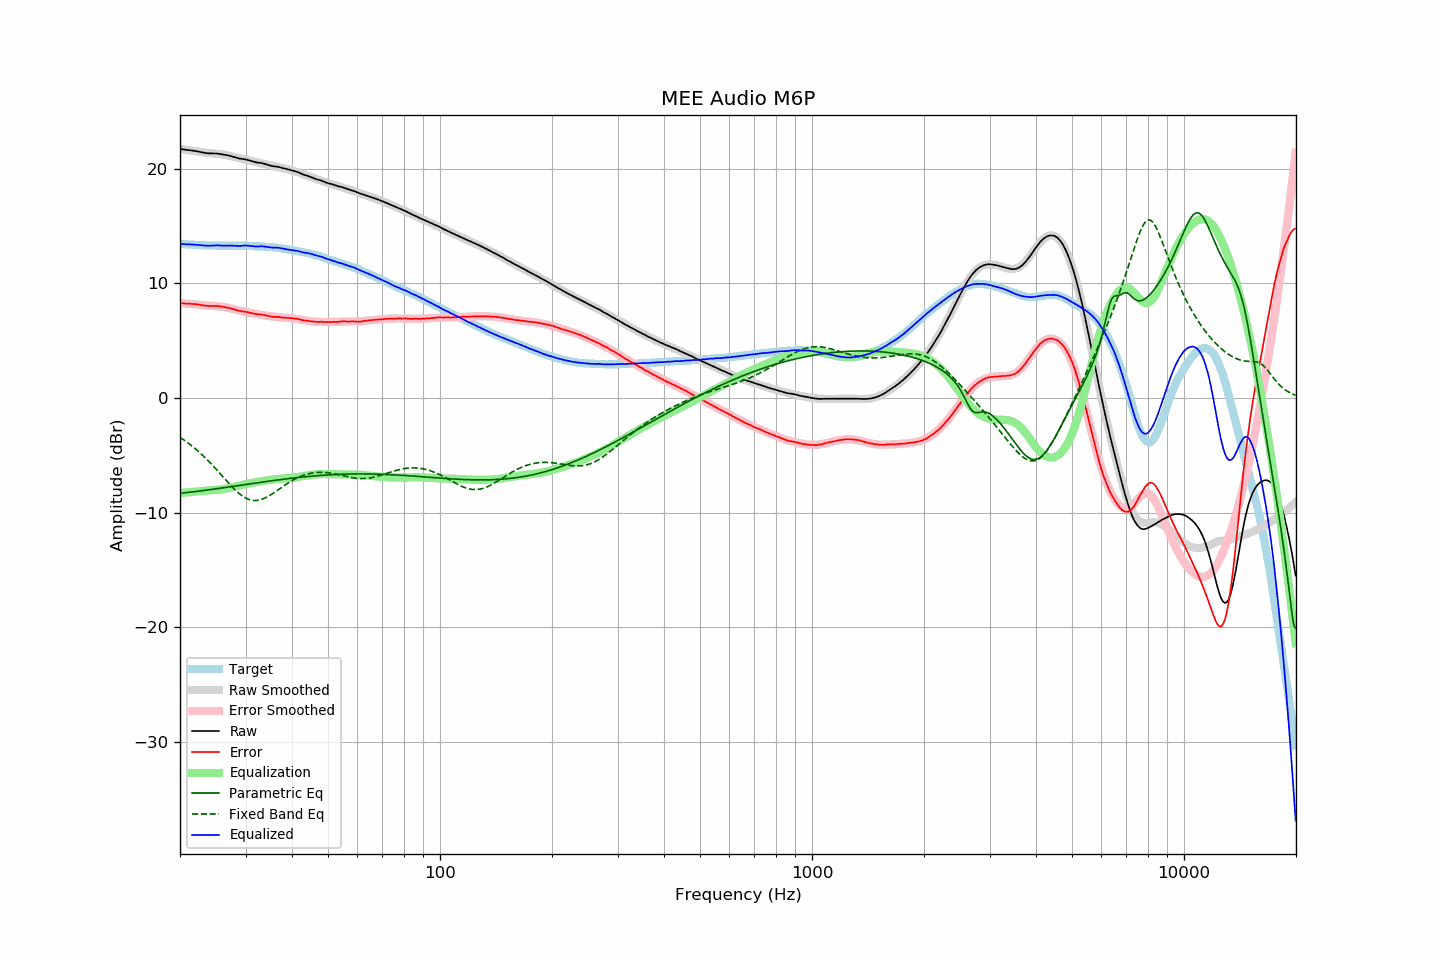 MEE Audio M6P
20
10
0
−10
−20
−30
Amplitude (dBr)
Target
Raw Smoothed
Error Smoothed
Raw
Error
Equalization
Parametric Eq
Fixed Band Eq
Equalized
100
1000
10000
Frequency (Hz)